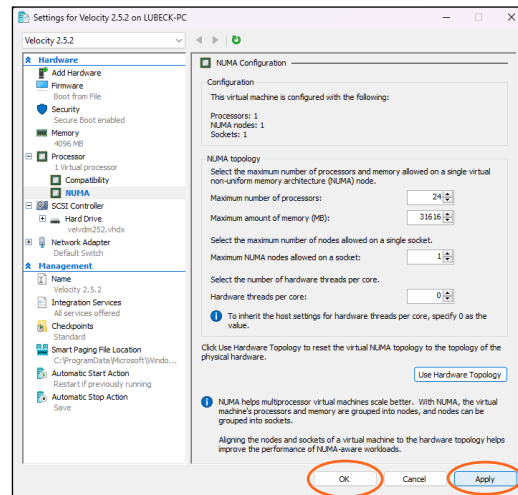 Settings for Velocity 2.5.2 on LUBECK-PC
Velocity 2.5.2
Hardware
Add Hardware
Firmware
Boot from File
Security
Secure Boot enabled
Memory
4096 MB
Processor
1 Virtual processor
Compatibility
NUMA
SCSI Controller
Hard Drive
velvdm252.vhdx
Network Adapter
Default Switch
Management
Name
Velocity 2.5.2
Integration Services
All services offered
Checkpoints
Standard
Smart Paging File Location
C:\ProgramData\Microsoft\Windo...
Automatic Start Action
Restart if previously running
Automatic Stop Action
Save
NUMA Configuration
Configuration
This virtual machine is configured with the following:
Processors: 1
NUMA nodes: 1
Sockets: 1
NUMA topology
Select the maximum number of processors and memory allowed on a single virtual
non-uniform memory architecture (NUMA) node.
Maximum number of processors: 24
Maximum amount of memory (MB): 31616
Select the maximum number of nodes allowed on a single socket.
Maximum NUMA nodes allowed on a socket: 1
Select the number of hardware threads per core.
Hardware threads per core: 0
To inherit the host settings for hardware threads per core, specify 0 as the
value.
Click Use Hardware Topology to reset the virtual NUMA topology to the topology of the
physical hardware.
Use Hardware Topology
NUMA helps multiprocessor virtual machines scale better. With NUMA, the virtual
machine's processors and memory are grouped into nodes, and nodes can be
grouped into sockets.
Aligning the nodes and sockets of a virtual machine to the hardware topology helps
improve the performance of NUMA-aware workloads.
OK Cancel Apply